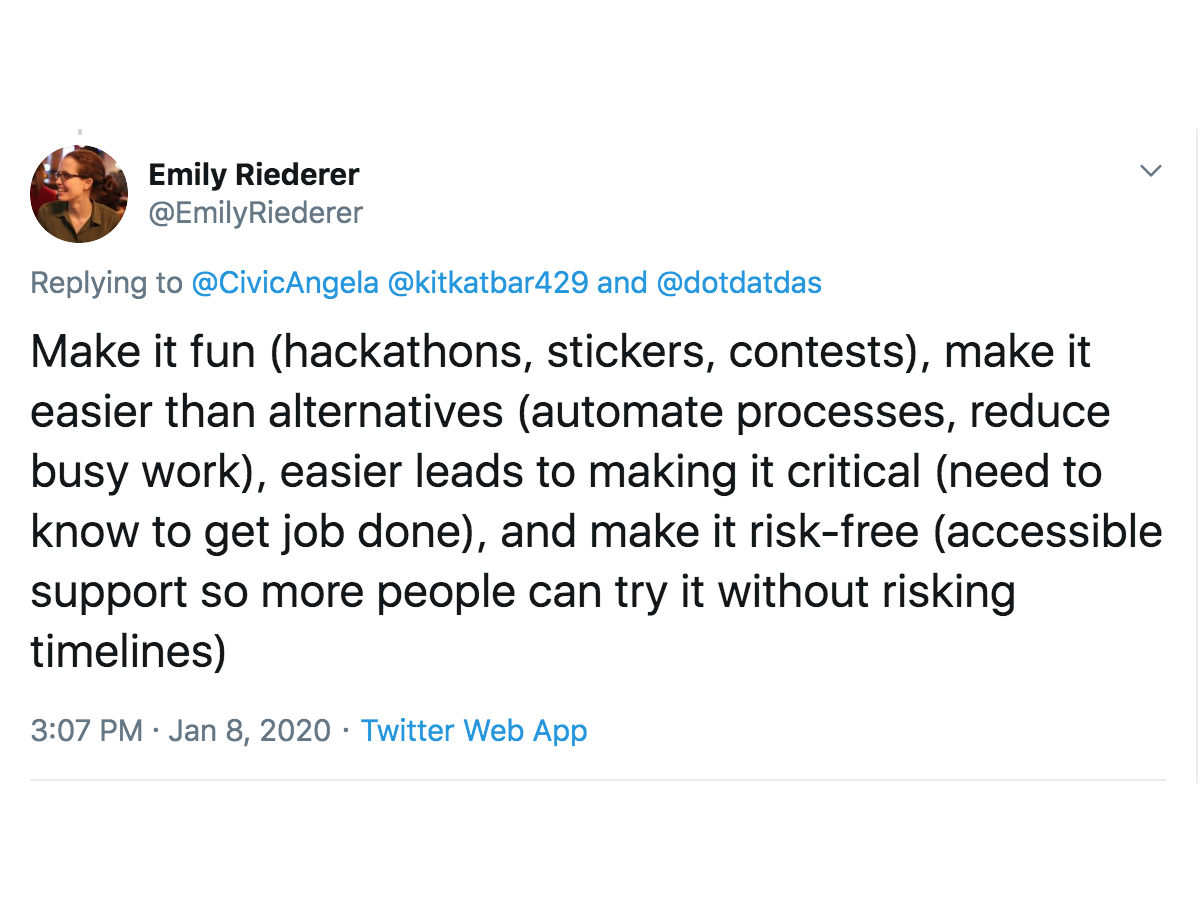 Emily Riederer
@EmilyRiederer
Replying to @CivicAngela @kitkatbar429 and @dotdatdas
Make it fun (hackathons, stickers, contests), make it
easier than alternatives (automate processes, reduce
busy work), easier leads to making it critical (need to
know to get job done), and make it risk-free (accessible
support so more people can try it without risking
timelines)
3:07 PM · Jan 8, 2020 · Twitter Web App